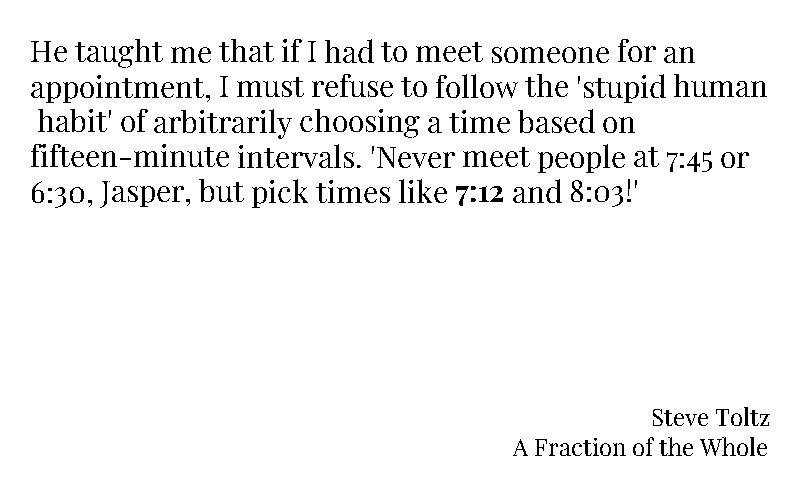 He taught me that if I had to meet someone for an
appointment, I must refuse to follow the 'stupid human
habit' of arbitrarily choosing a time based on
fifteen-minute intervals. 'Never meet people at 7:45 or
6:30, Jasper, but pick times like 7:12 and 8:03!'
Steve Toltz
A Fraction of the Whole